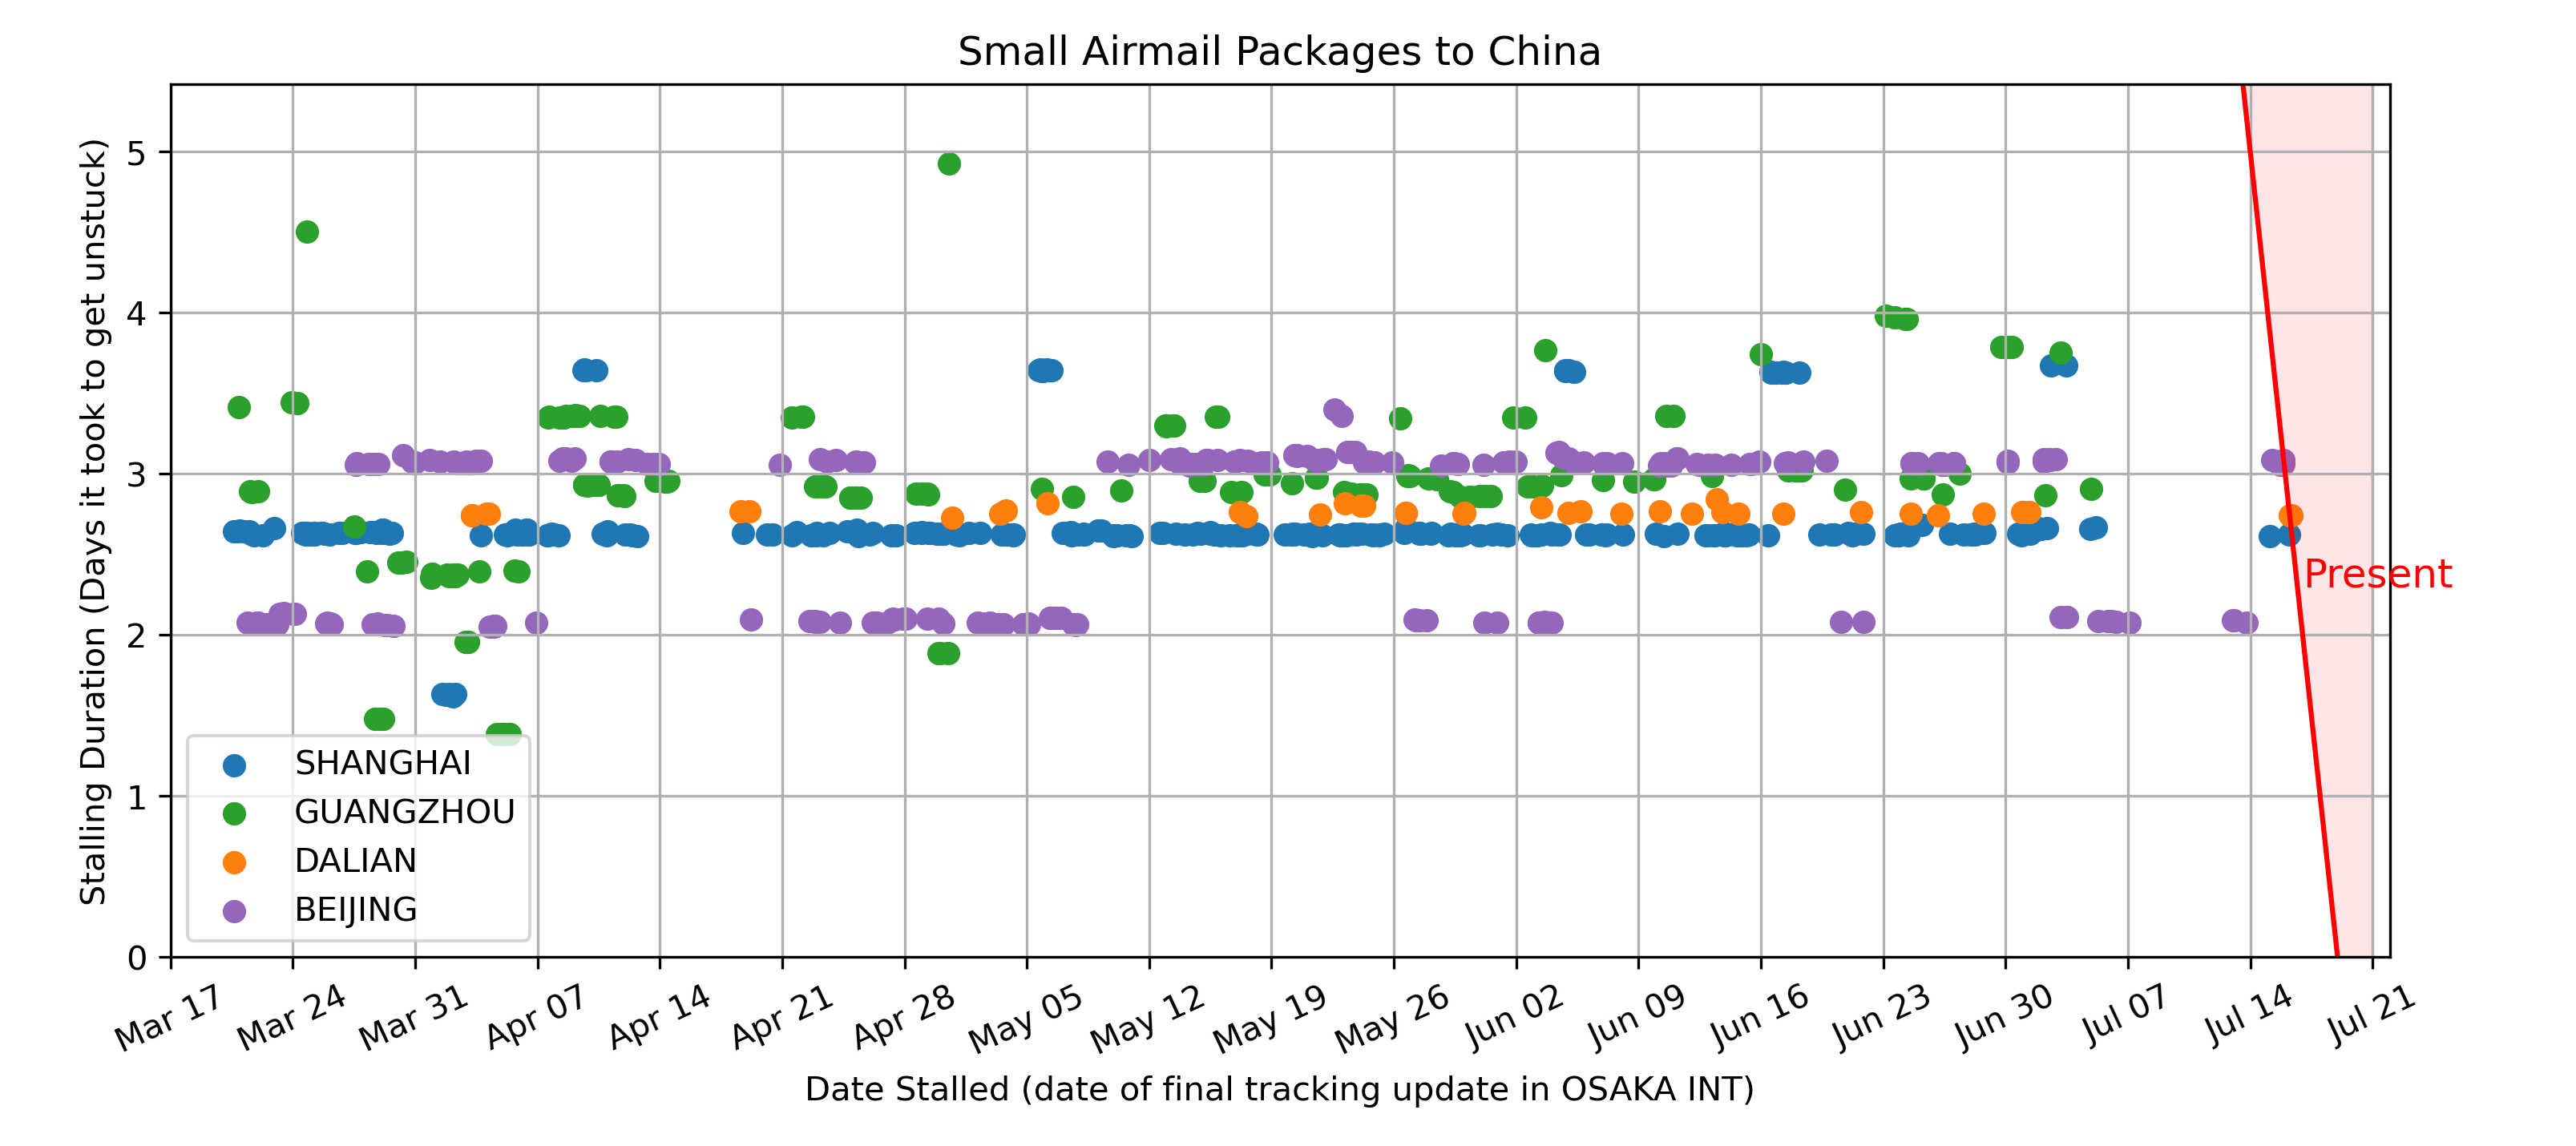 Small Airmail Packages to China
Stalling Duration (Days it took to get unstuck)
5
4
3
2
1
0
Present
SHANGHAI
GUANGZHOU
DALIAN
BEIJING
Mar 17 Mar 24 Mar 31 Apr 07 Apr 14 Apr 21 Apr 28 May 05 May 12 May 19 May 26 Jun 02 Jun 09 Jun 16 Jun 23 Jun 30 Jul 07 Jul 14 Jul 21
Date Stalled (date of final tracking update in OSAKA INT)